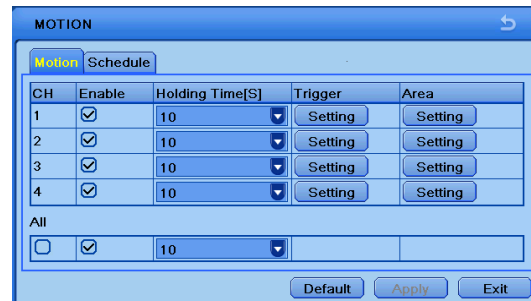 MOTION
Motion Schedule
CH Enable Holding Time[S] Trigger Area
1 10 Setting Setting
2 10 Setting Setting
3 10 Setting Setting
4 10 Setting Setting
All
10
Default Apply Exit